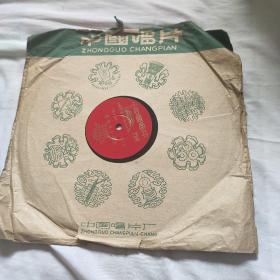 中国唱片
ZHONGGUO CHANGPIAN
中国唱片厂
ZHONGGUO CHANGPIAN CHANG